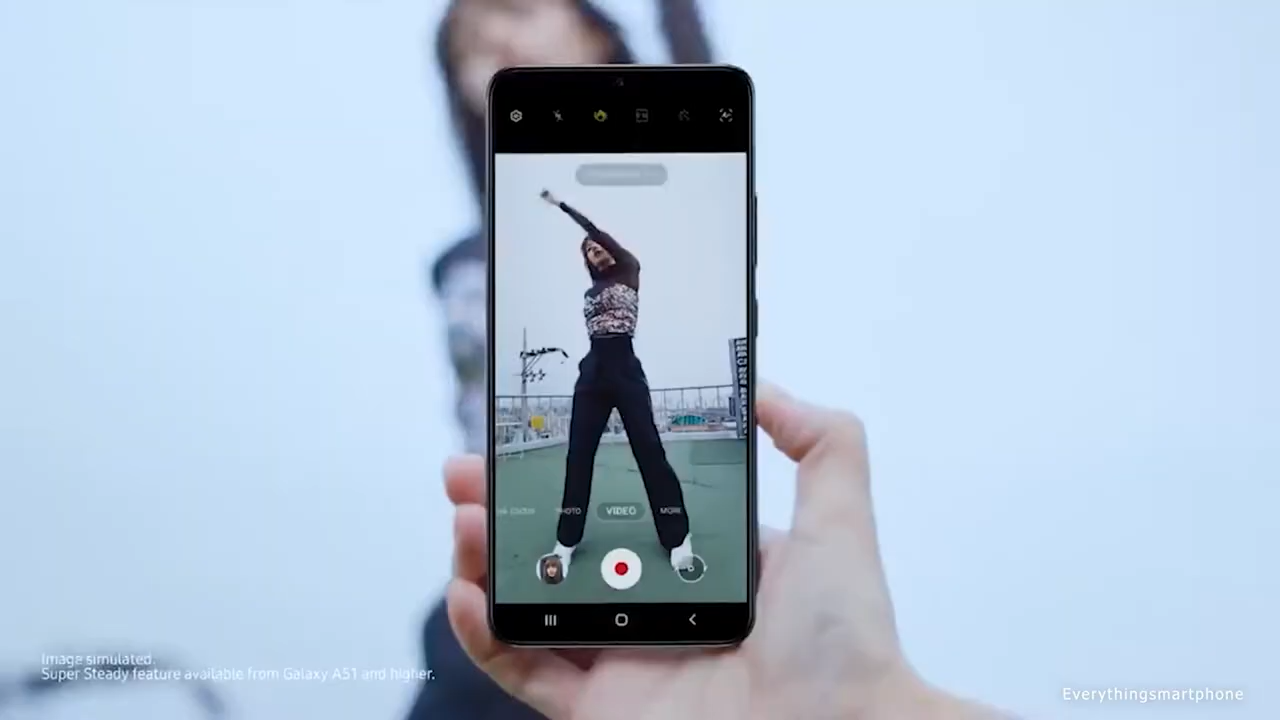 PHOTO
VIDEO
MORE
Image simulated.
Super Steady feature available from Galaxy A51 and higher.
Everythingsmartphone